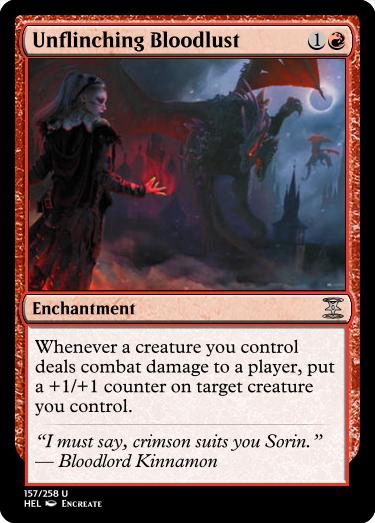 Unflinching Bloodlust 1
Enchantment
Whenever a creature you control
deals combat damage to a player, put
a +1/+1 counter on target creature
you control.
“I must say, crimson suits you Sorin.”
— Bloodlord Kinnamon
157/258 U
HEL ENCREATE